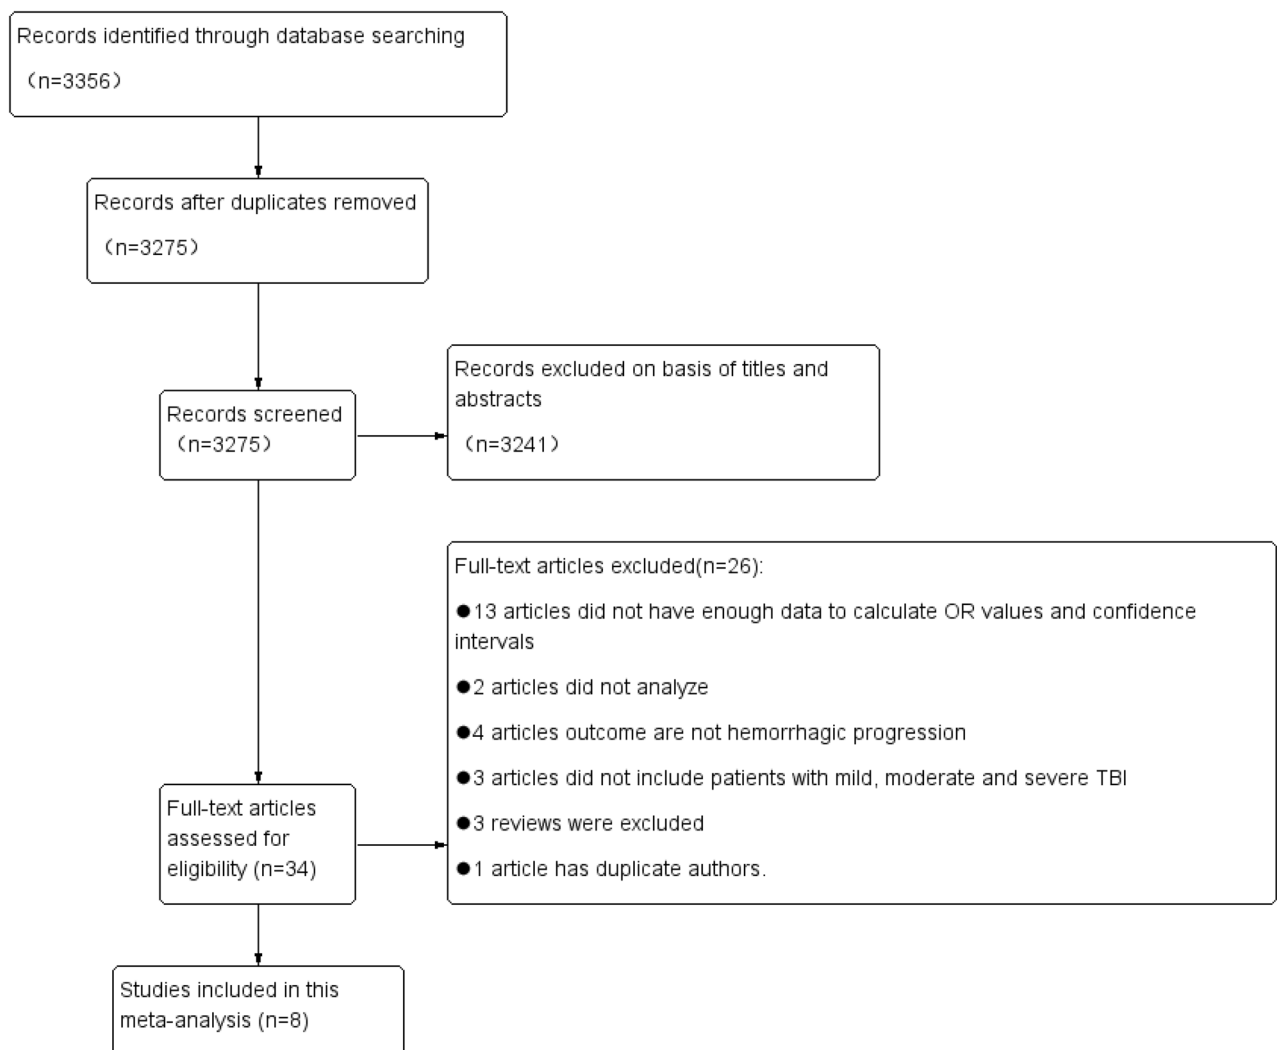 Records identified through database searching
（n=3356）
Records after duplicates removed
（n=3275）
Records screened
（n=3275）
Records excluded on basis of titles and
abstracts
（n=3241）
Full-text articles excluded(n=26):
●13 articles did not have enough data to calculate OR values and confidence
intervals
●2 articles did not analyze
●4 articles outcome are not hemorrhagic progression
●3 articles did not include patients with mild, moderate and severe TBI
●3 reviews were excluded
●1 article has duplicate authors.
Full-text articles
assessed for
eligibility (n=34)
Studies included in this
meta-analysis (n=8)